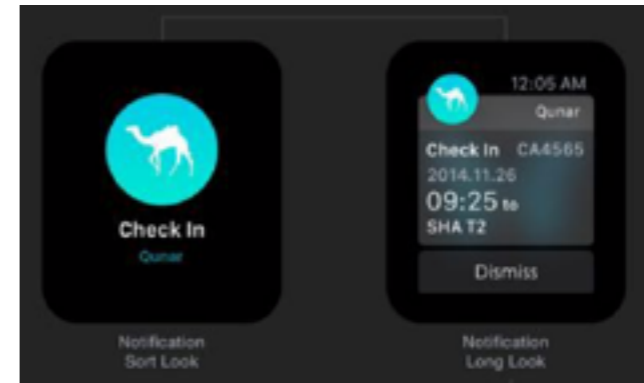 Check In
Qunar
Notification
Sort Look
12:05 AM
Qunar
Check In CA4565
2014.11.26
09:25 to
SHA T2
Dismiss
Notification
Long Look